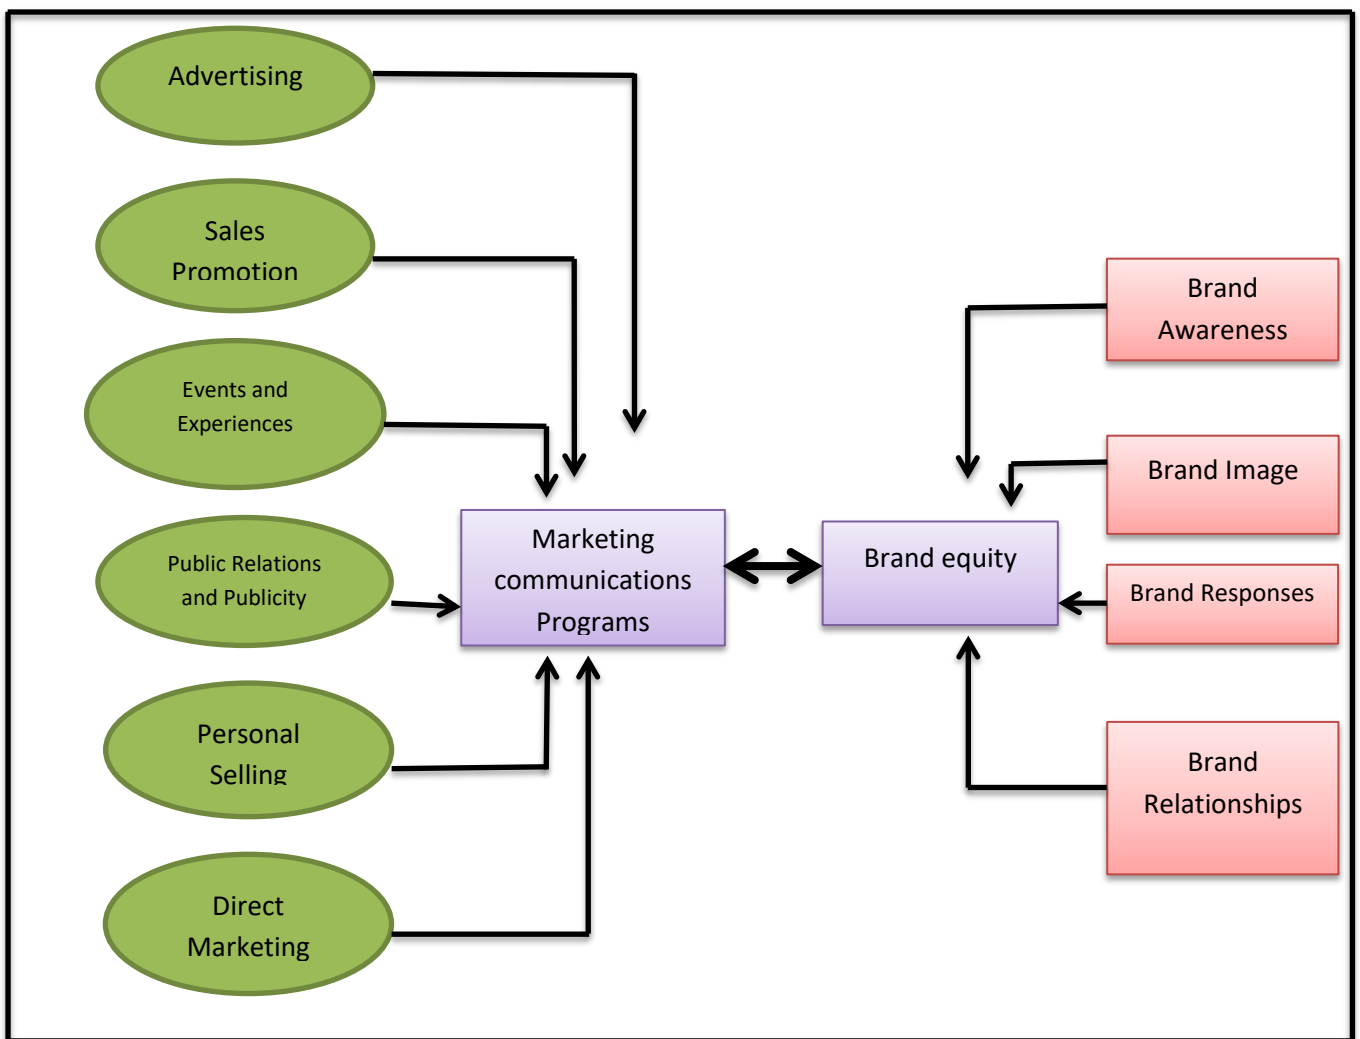 Advertising
Sales
Promotion
Events and
Experiences
Public Relations
and Publicity
Personal
Selling
Direct
Marketing
Marketing
communications
Programs
Brand equity
Brand
Awareness
Brand Image
Brand Responses
Brand
Relationships